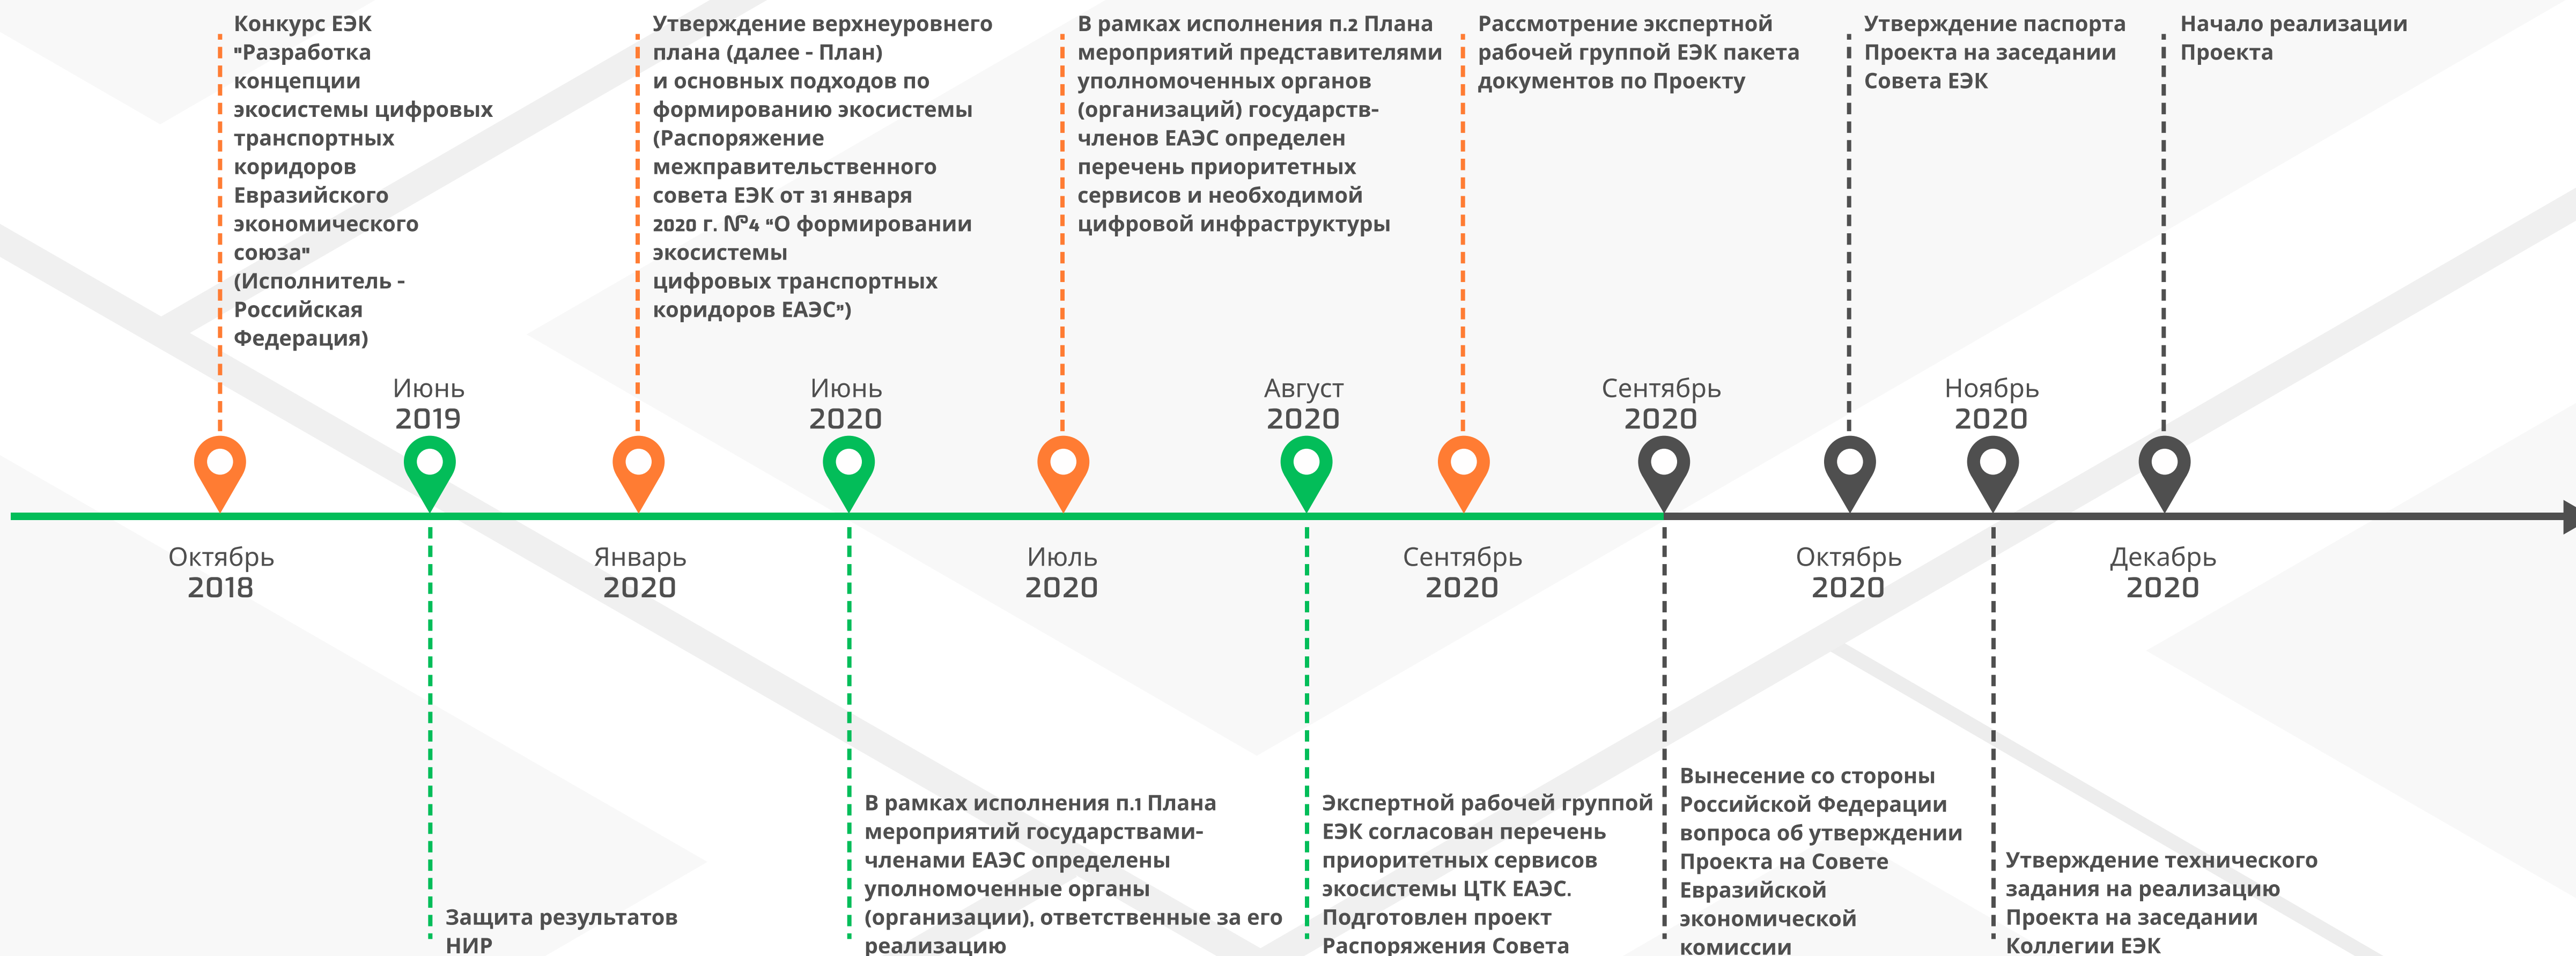 Конкурс ЕЭК
"Разработка
концепции
экосистемы цифровых
транспортных
коридоров
Евразийского
экономического
союза"
(Исполнитель -
Российская
Федерация)
Утверждение верхнеуровнего
плана (далее - План)
и основных подходов по
формированию экосистемы
(Распоряжение
межправительственного
совета ЕЭК от 31 января
2020 г. №4 "О формировании
экосистемы
цифровых транспортных
коридоров ЕАЭС")
В рамках исполнения п.2 Плана
мероприятий представителями
уполномоченных органов
(организаций) государств-
членов ЕАЭС определен
перечень приоритетных
сервисов и необходимой
цифровой инфраструктуры
Рассмотрение экспертной
рабочей группой ЕЭК пакета
документов по Проекту
Утверждение паспорта
Проекта на заседании
Совета ЕЭК
Начало реализации
Проекта
Июнь
2019
Июнь
2020
Август
2020
Сентябрь
2020
Ноябрь
2020
Октябрь
2018
Январь
2020
Июль
2020
Сентябрь
2020
Октябрь
2020
Декабрь
2020
Защита результатов
НИР
В рамках исполнения п.1 Плана
мероприятий государствами-
членами ЕАЭС определены
уполномоченные органы
(организации), ответственные за его
реализацию
Экспертной рабочей группой
ЕЭК согласован перечень
приоритетных сервисов
экосистемы ЦТК ЕАЭС.
Подготовлен проект
Распоряжения Совета
Вынесение со стороны
Российской Федерации
вопроса об утверждении
Проекта на Совете
Евразийской
экономической
комиссии
Утверждение технического
задания на реализацию
Проекта на заседании
Коллегии ЕЭК